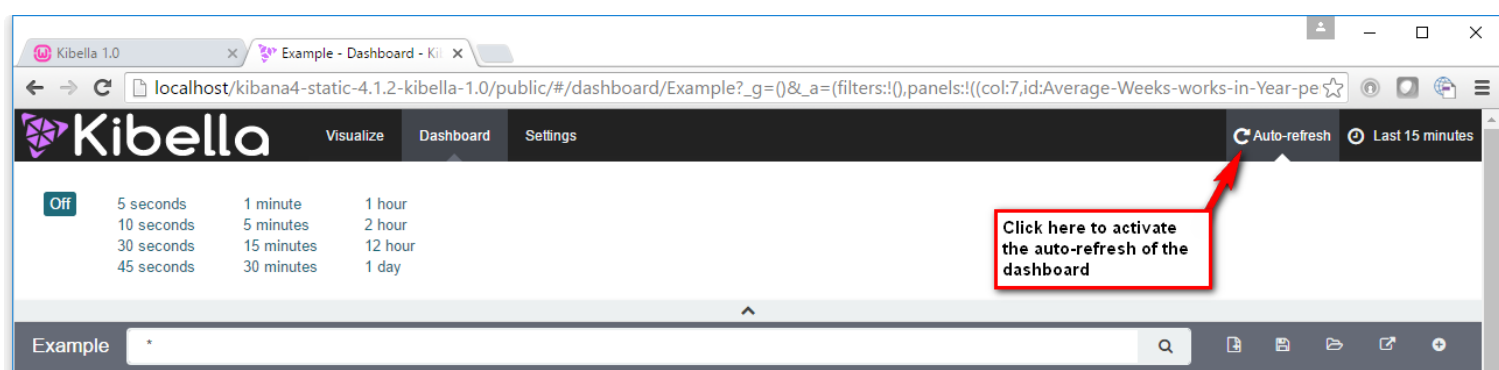 Kibella 1.0
Example - Dashboard - Ki
localhost/kibana4-static-4.1.2-kibella-1.0/public/#/dashboard/Example?_g=()&_a=(filters:!(),panels:!((col:7,id:Average-Weeks-works-in-Year-pe
Kibella Visualize Dashboard Settings Auto-refresh Last 15 minutes
Off 5 seconds 1 minute 1 hour
10 seconds 5 minutes 2 hour
30 seconds 15 minutes 12 hour
45 seconds 30 minutes 1 day
Click here to activate
the auto-refresh of the
dashboard
Example *